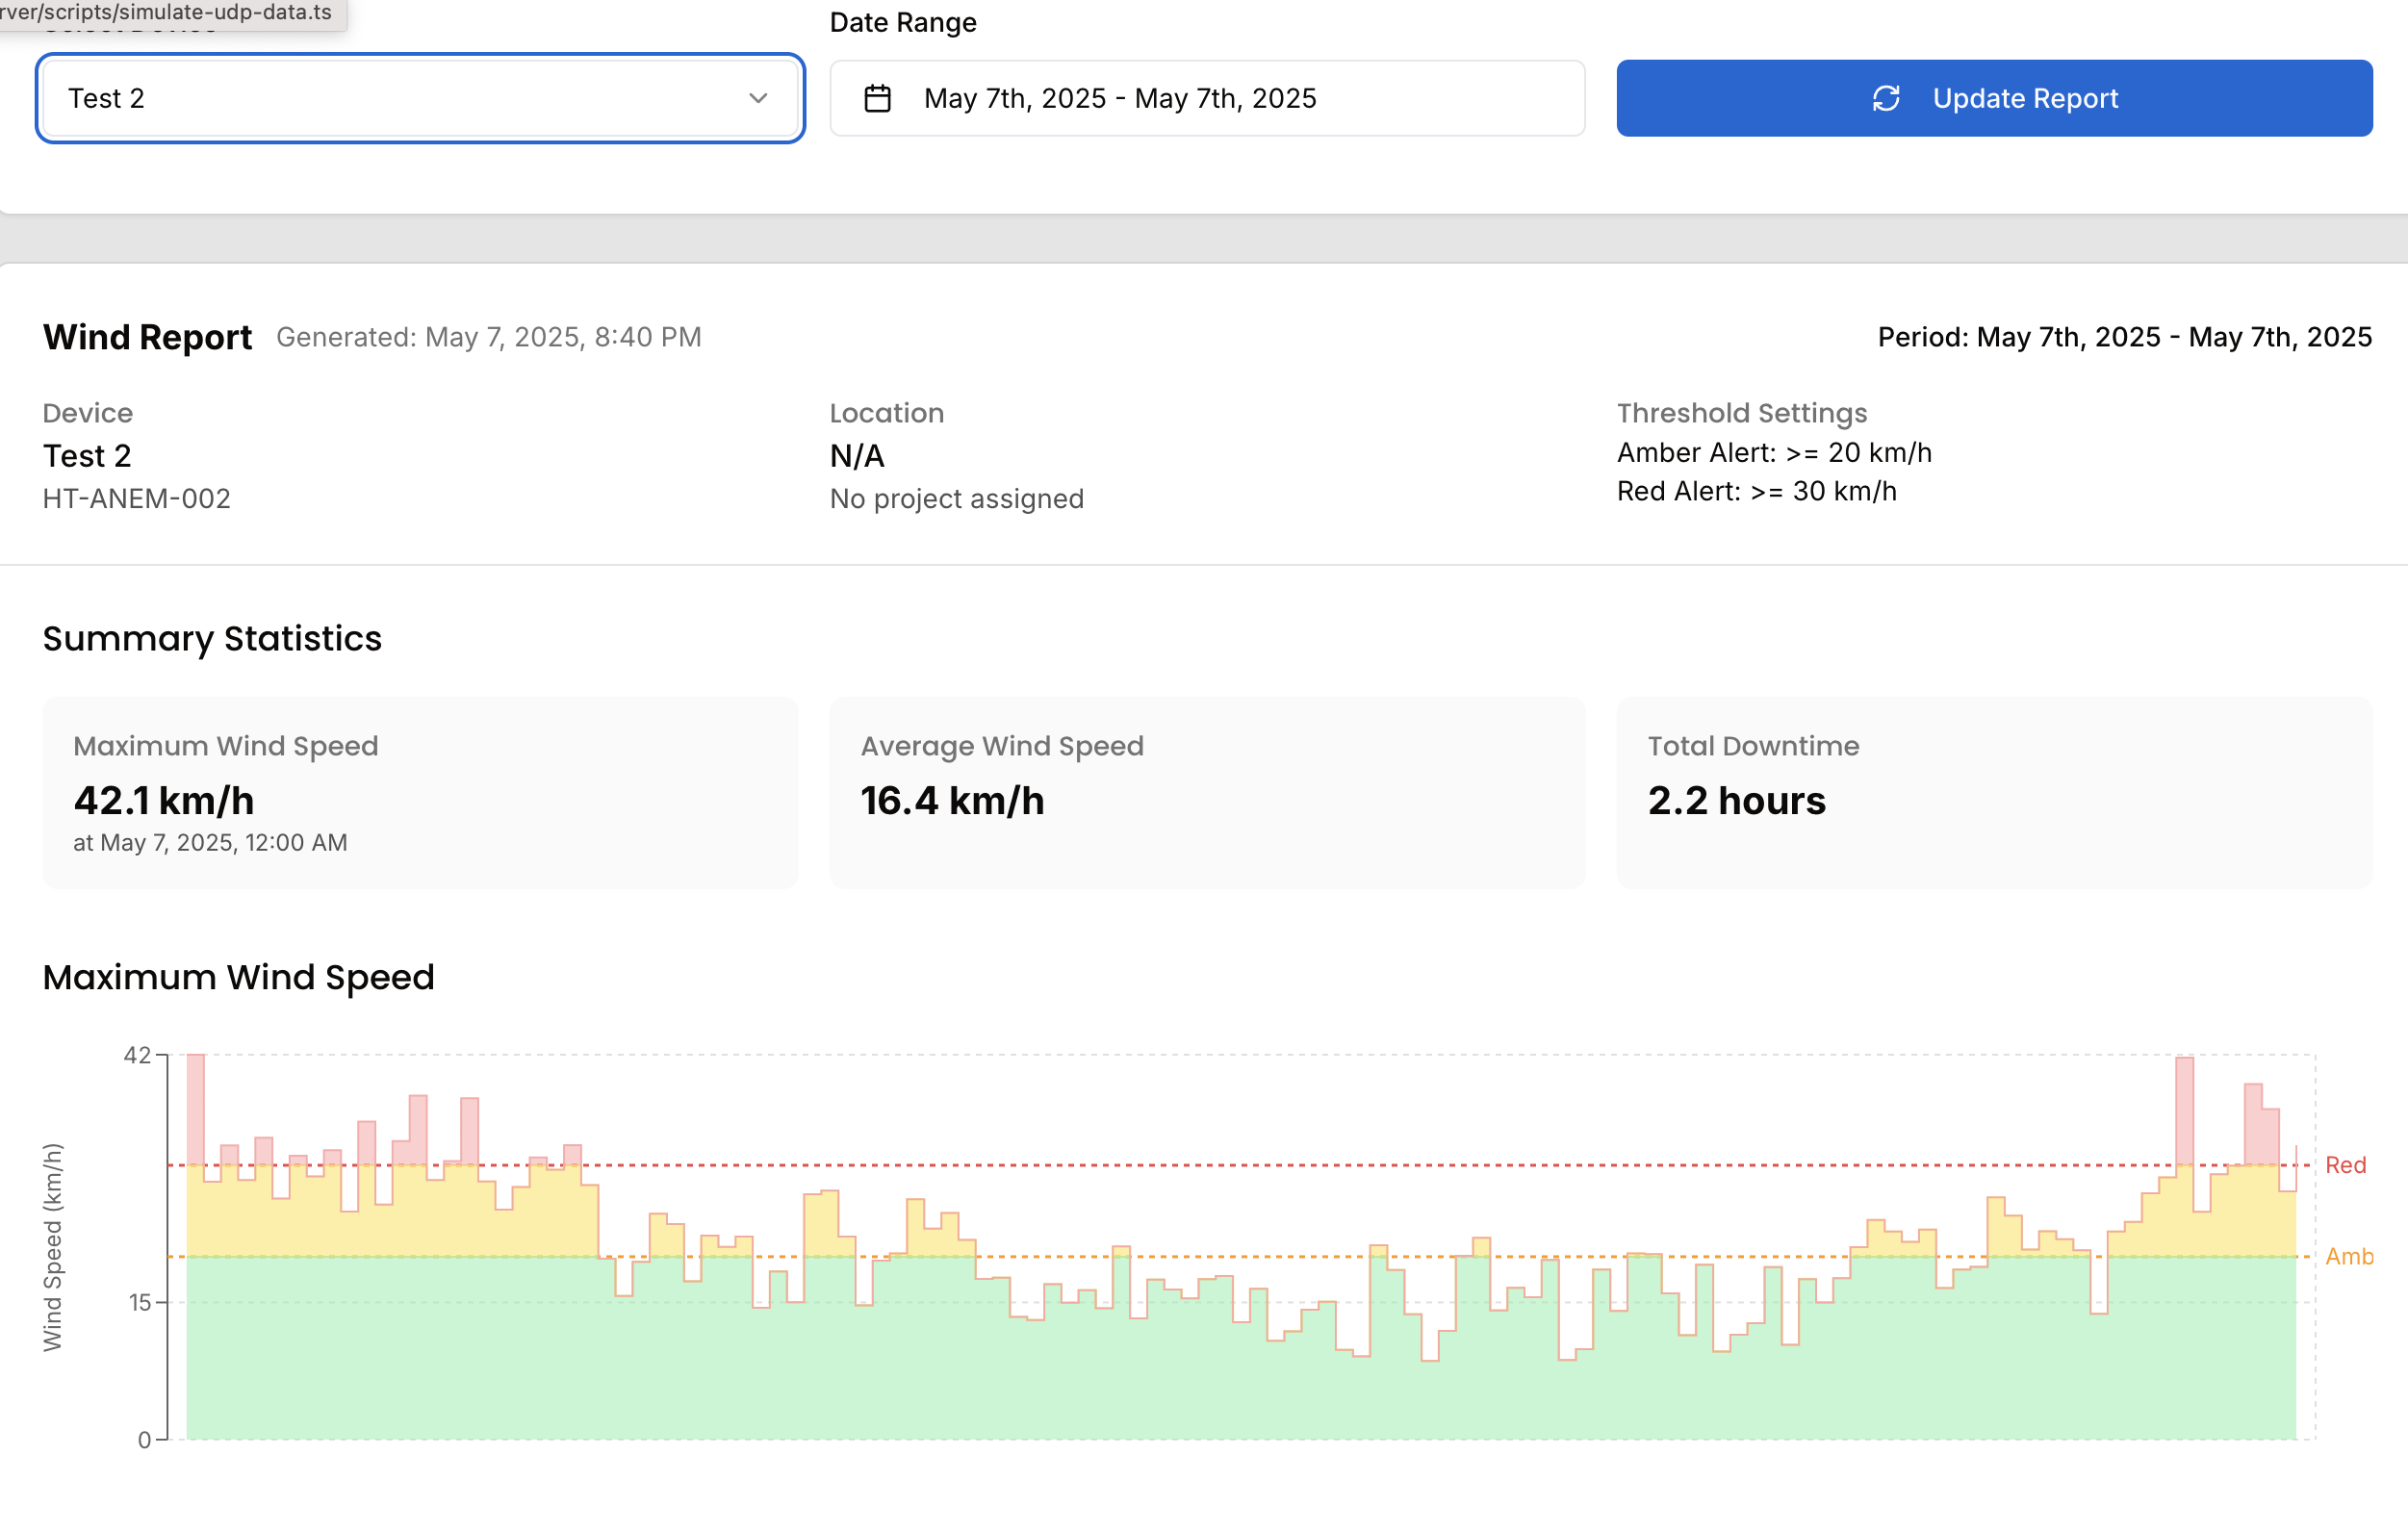 rver/scripts/simulate-udp-data.ts
Date Range
Test 2
May 7th, 2025 - May 7th, 2025
Update Report
Wind Report
Generated: May 7, 2025, 8:40 PM
Period: May 7th, 2025 - May 7th, 2025
Device
Location
Threshold Settings
Test 2
N/A
Amber Alert: >= 20 km/h
HT-ANEM-002
No project assigned
Red Alert: >= 30 km/h
Summary Statistics
Maximum Wind Speed
Average Wind Speed
Total Downtime
42.1 km/h
16.4 km/h
2.2 hours
at May 7, 2025, 12:00 AM
Maximum Wind Speed
42
Red
Wind Speed (km/h)
Amb
15
0